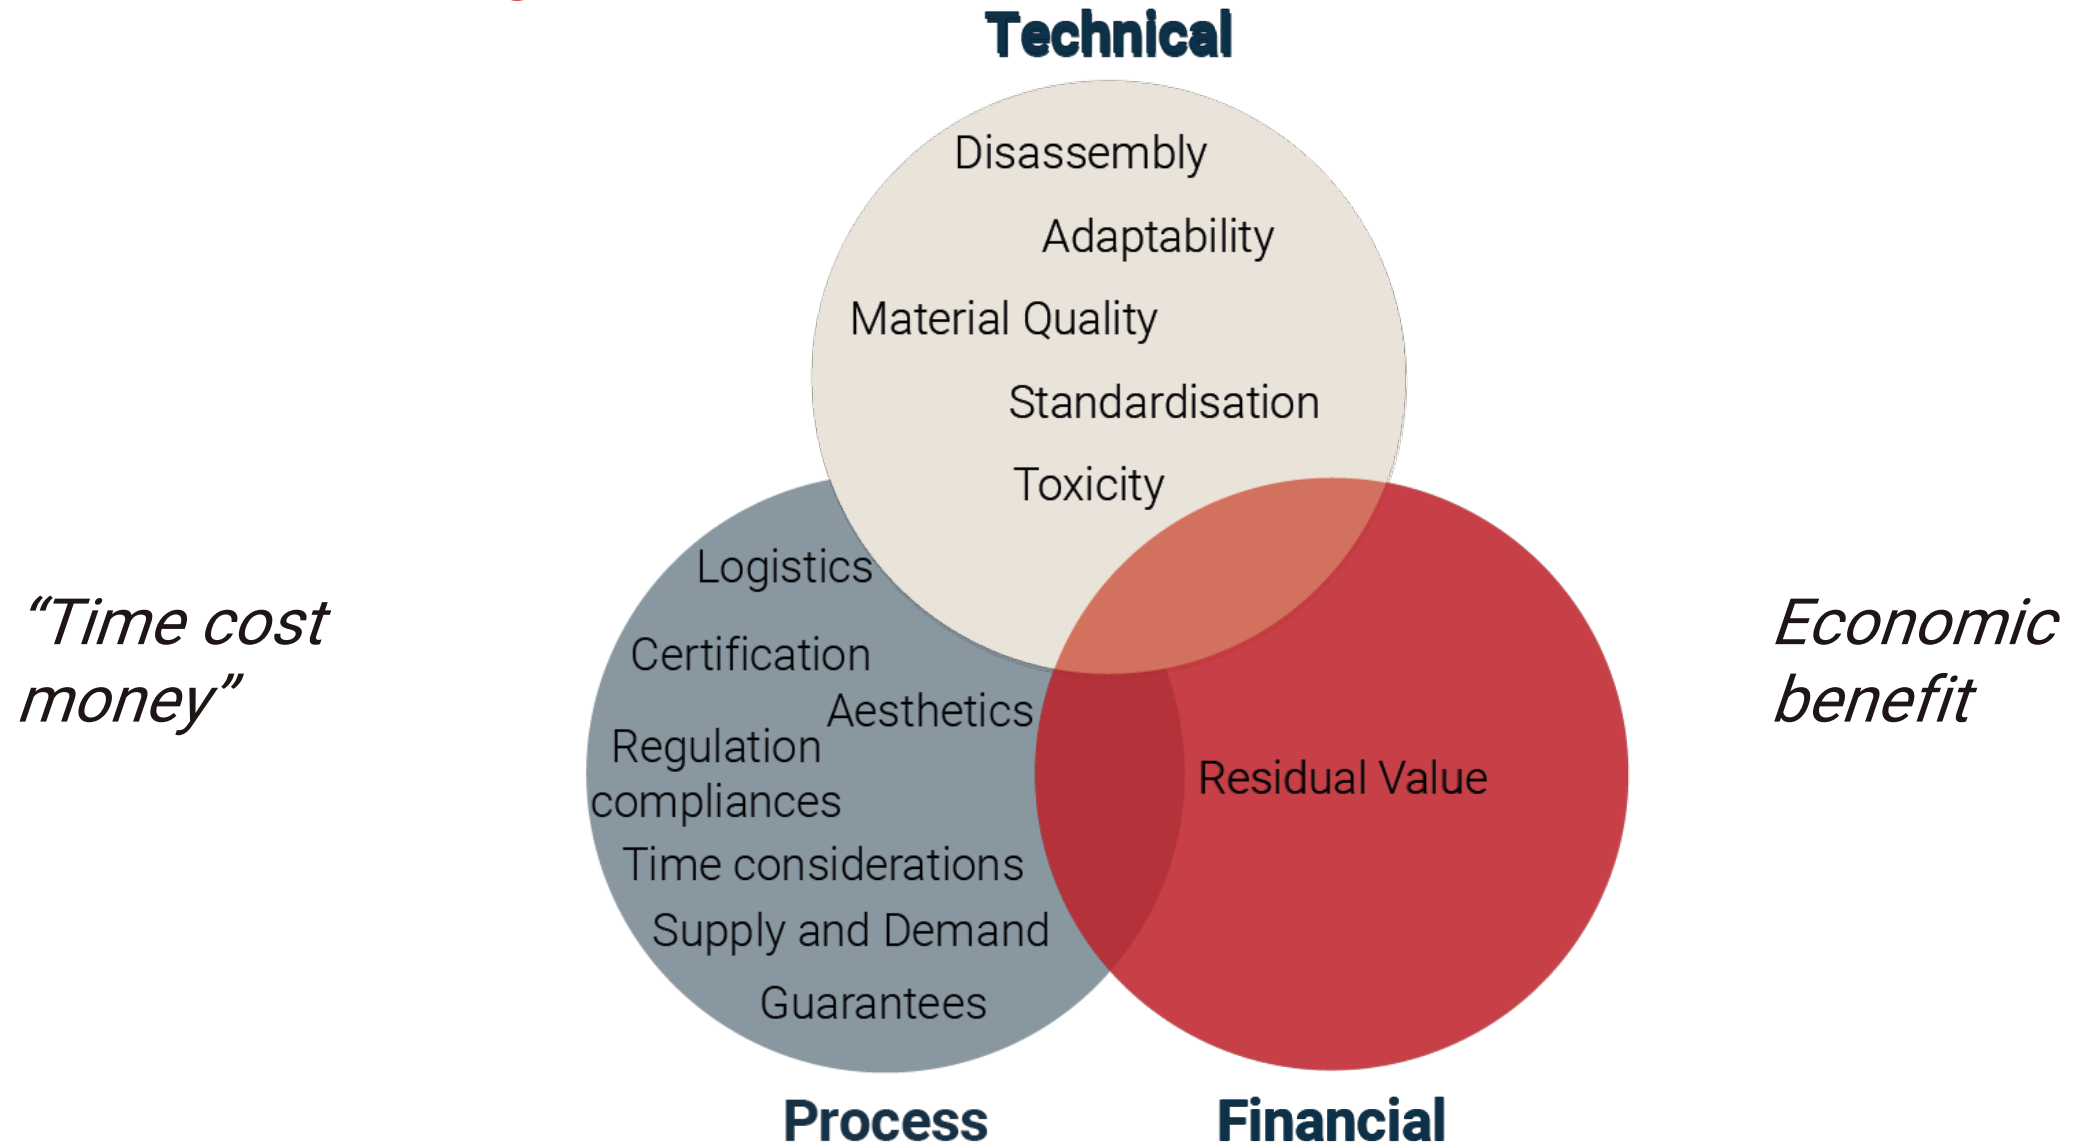 Technical
Disassembly
Adaptability
Material Quality
Standardisation
Toxicity
Logistics
Certification
Aesthetics
Regulation
compliances
Time considerations
Supply and Demand
Guarantees
Residual Value
“Time cost
money”
Economic
benefit
Process
Financial